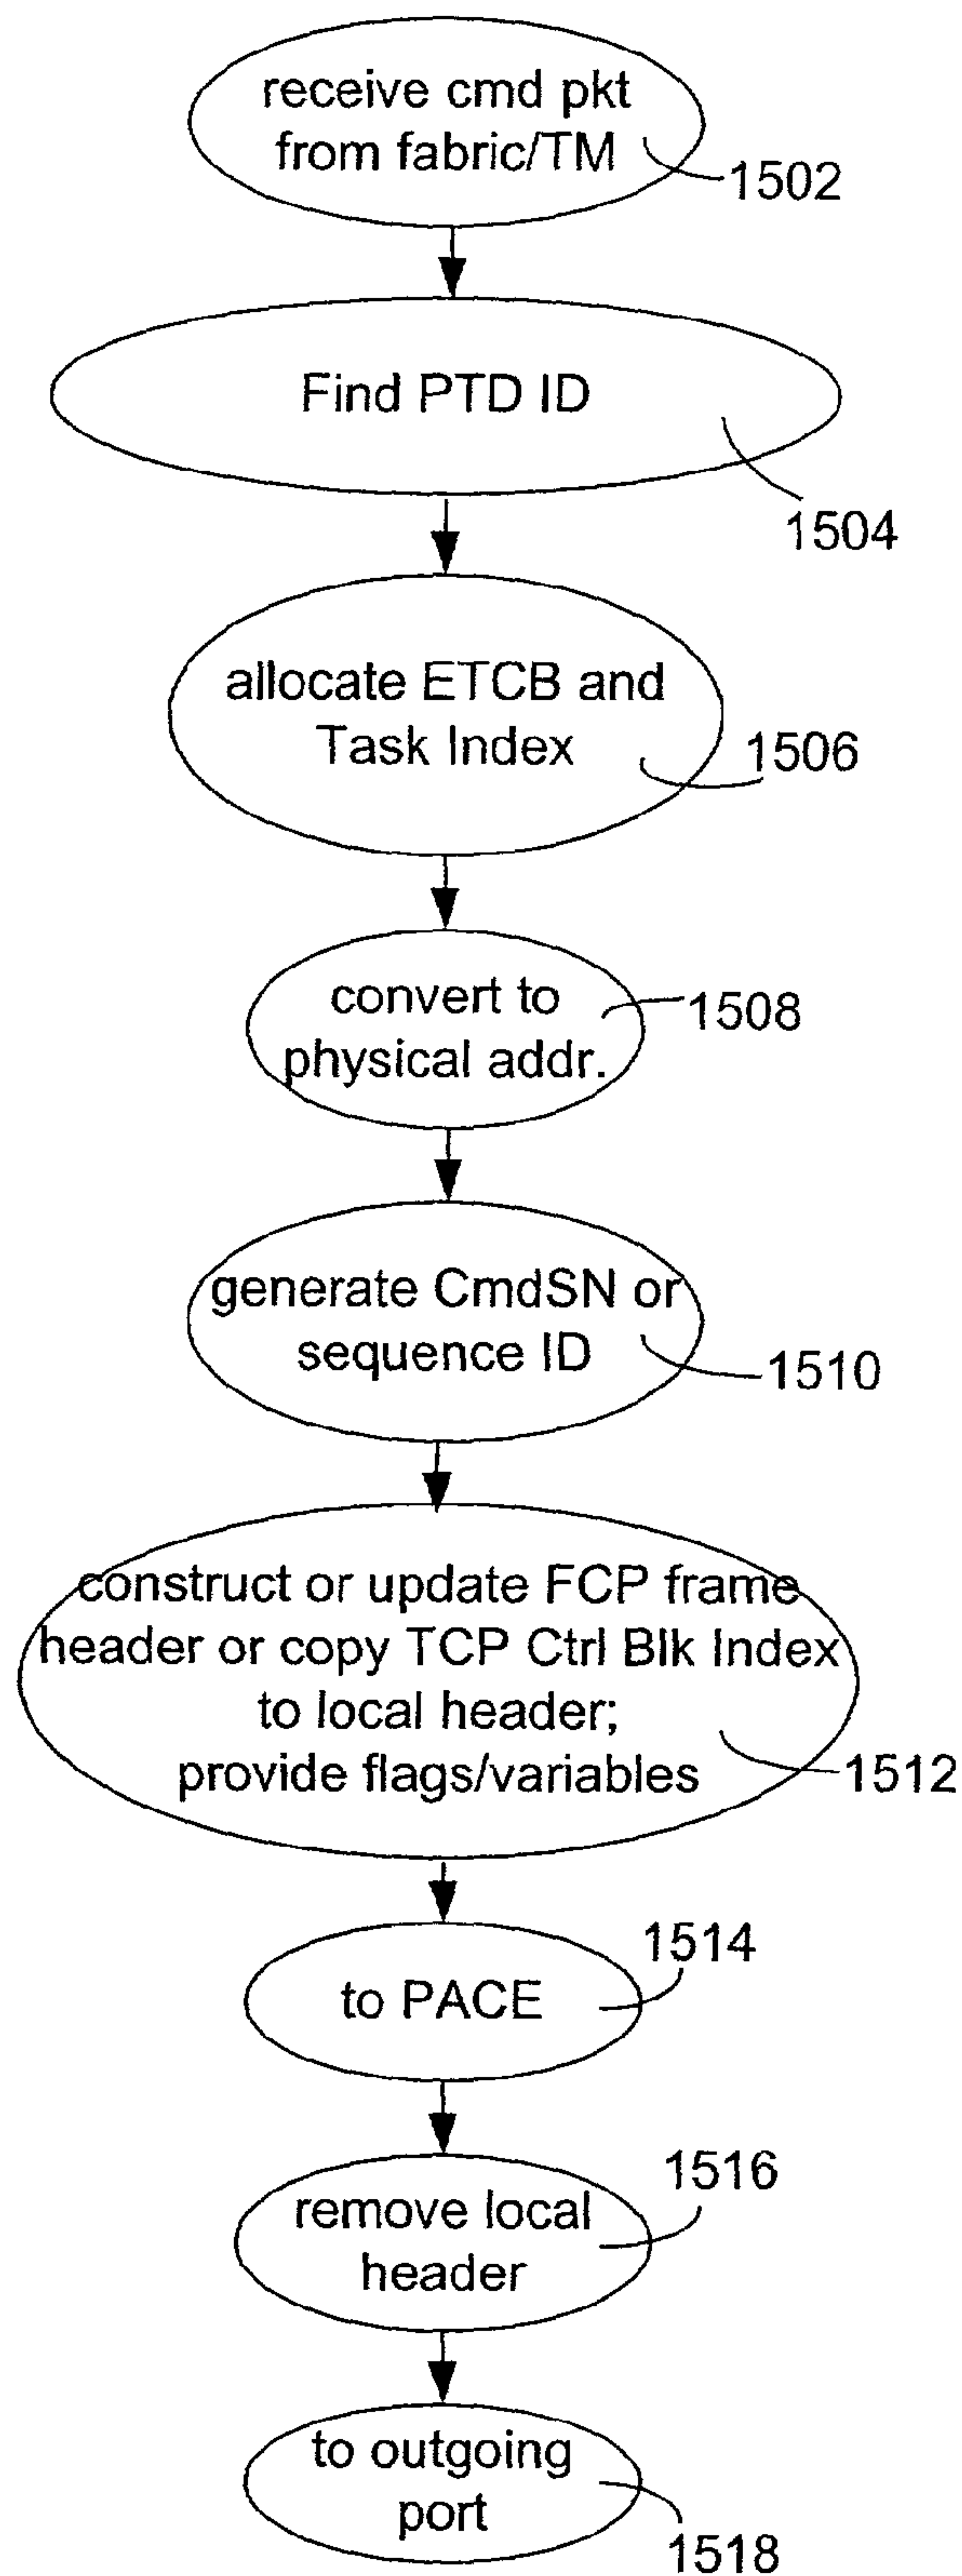 receive cmd pkt
from fabric/TM
1502
Find PTD ID
1504
allocate ETCB and
Task Index
1506
convert to
physical addr.
1508
generate CmdSN or
sequence ID
1510
construct or update FCP frame
header or copy TCP Ctrl Blk Index
to local header;
provide flags/variables
1512
to PACE
1514
remove local
header
1516
to outgoing
port
1518